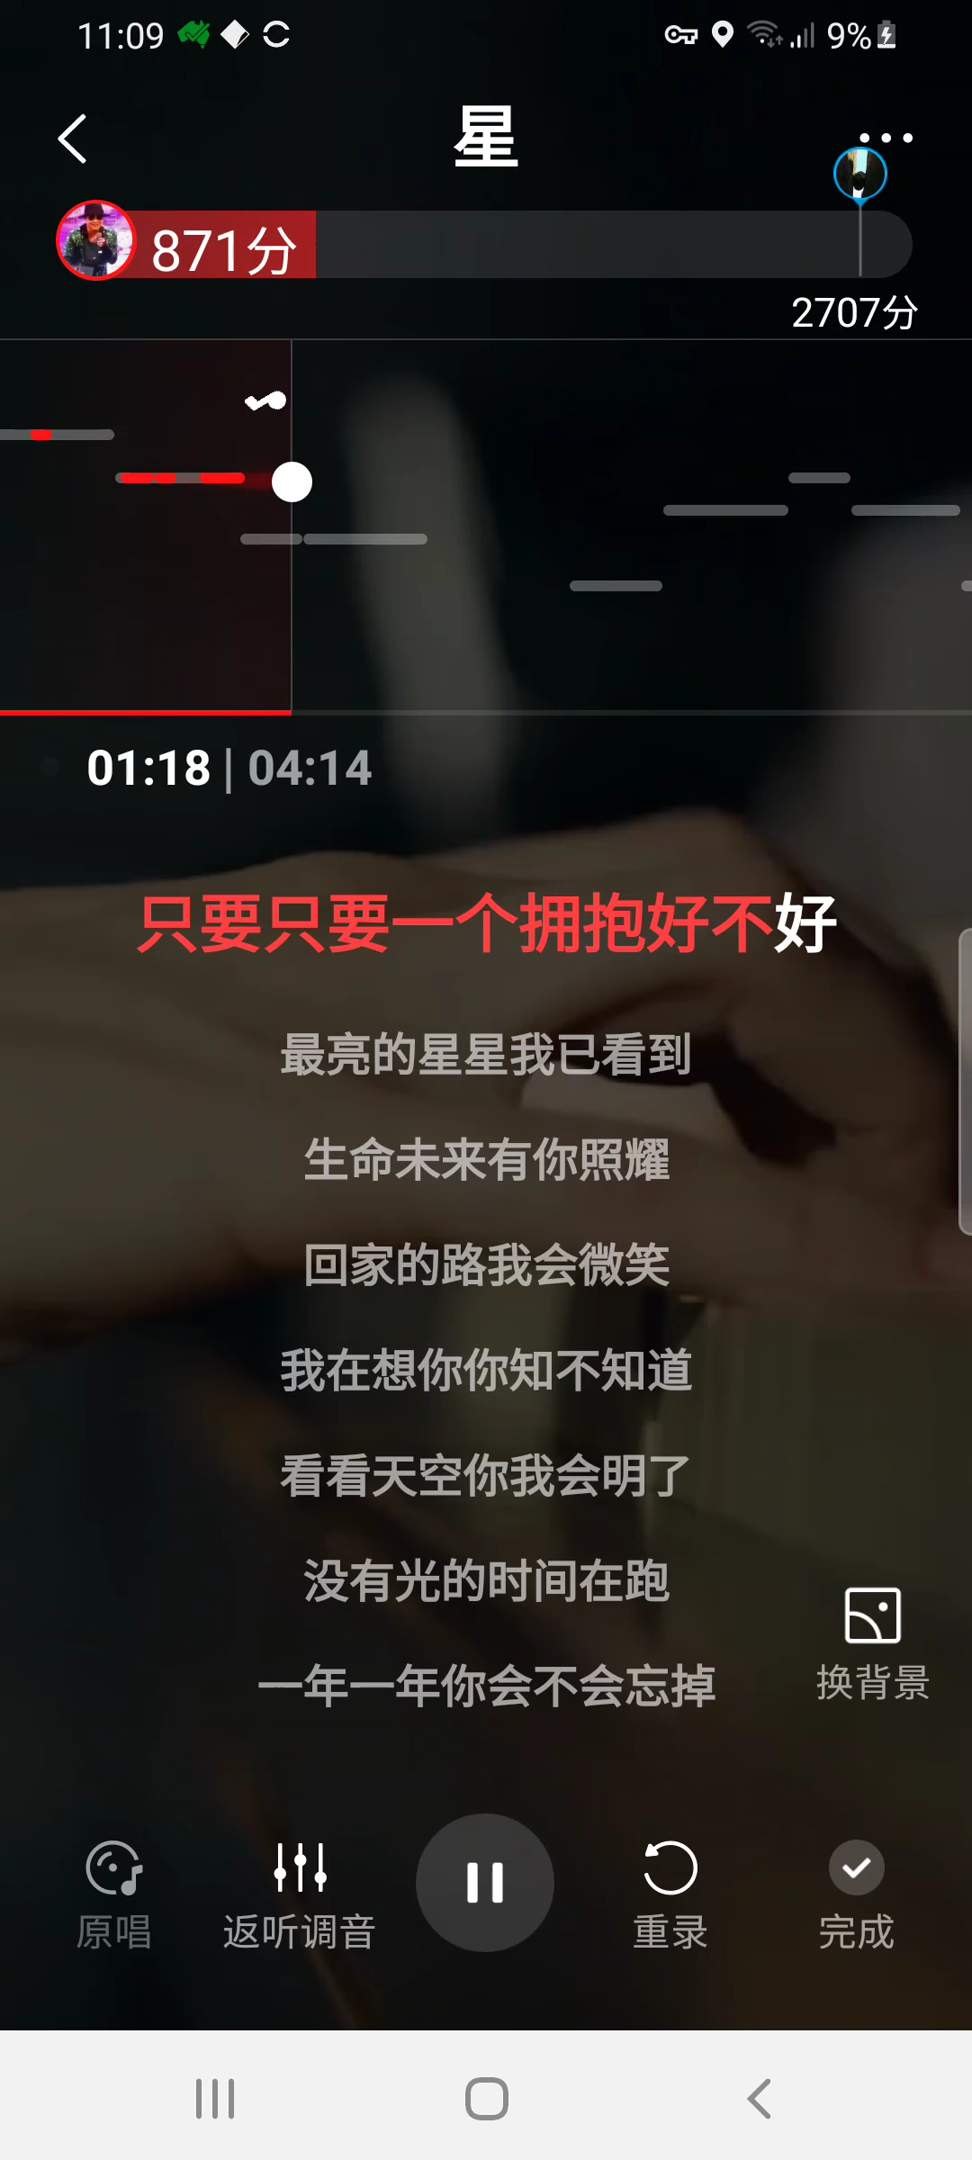 11:09
9%
星
871分
2707分
01:18 | 04:14
只要只要一个拥抱好不好
最亮的星星我已看到
生命未来有你照耀
回家的路我会微笑
我在想你你知不知道
看看天空你我会明了
没有光的时间在跑
一年一年你会不会忘掉
换背景
原唱
返听调音
重录
完成